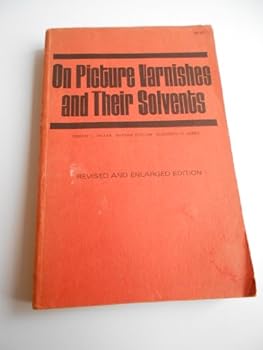 On Picture Varnishes
and Their Solvents
REVISED AND ENLARGED EDITION